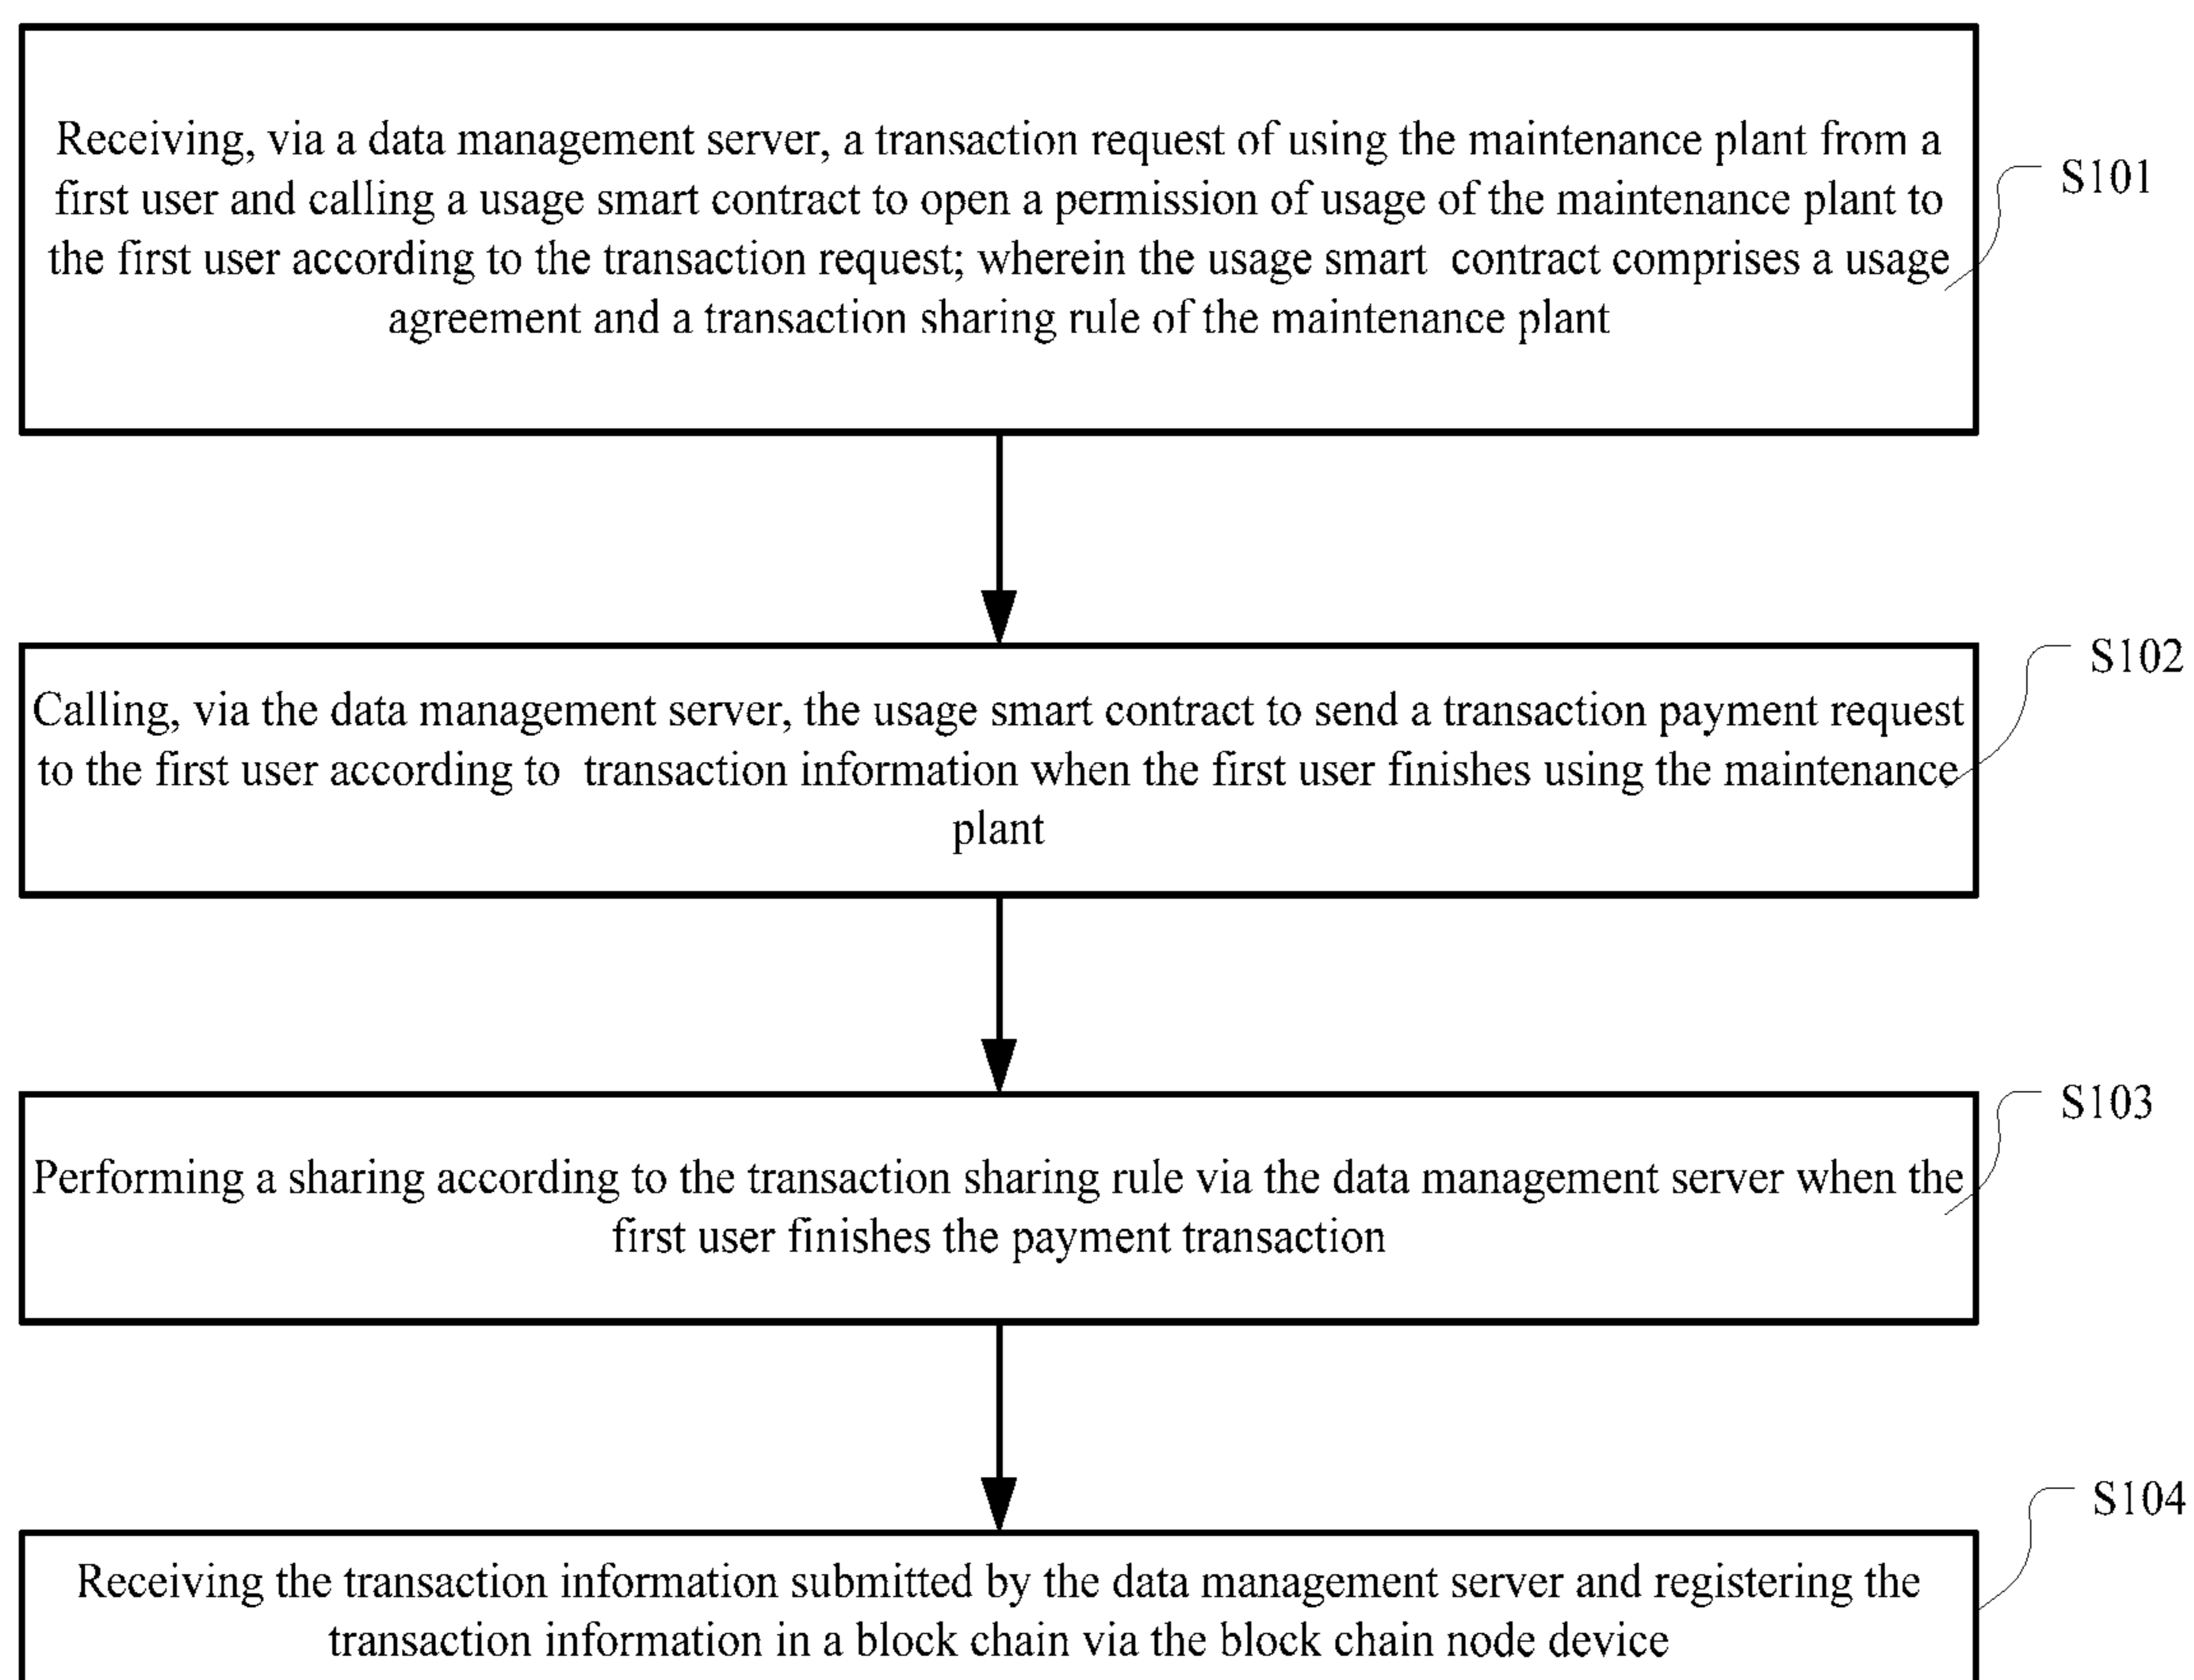 Receiving, via a data management server, a transaction request of using the maintenance plant from a
first user and calling a usage smart contract to open a permission of usage of the maintenance plant to
the first user according to the transaction request; wherein the usage smart contract comprises a usage
agreement and a transaction sharing rule of the maintenance plant
S101
Calling, via the data management server, the usage smart contract to send a transaction payment request
to the first user according to transaction information when the first user finishes using the maintenance
plant
S102
Performing a sharing according to the transaction sharing rule via the data management server when the
first user finishes the payment transaction
S103
Receiving the transaction information submitted by the data management server and registering the
transaction information in a block chain via the block chain node device
S104